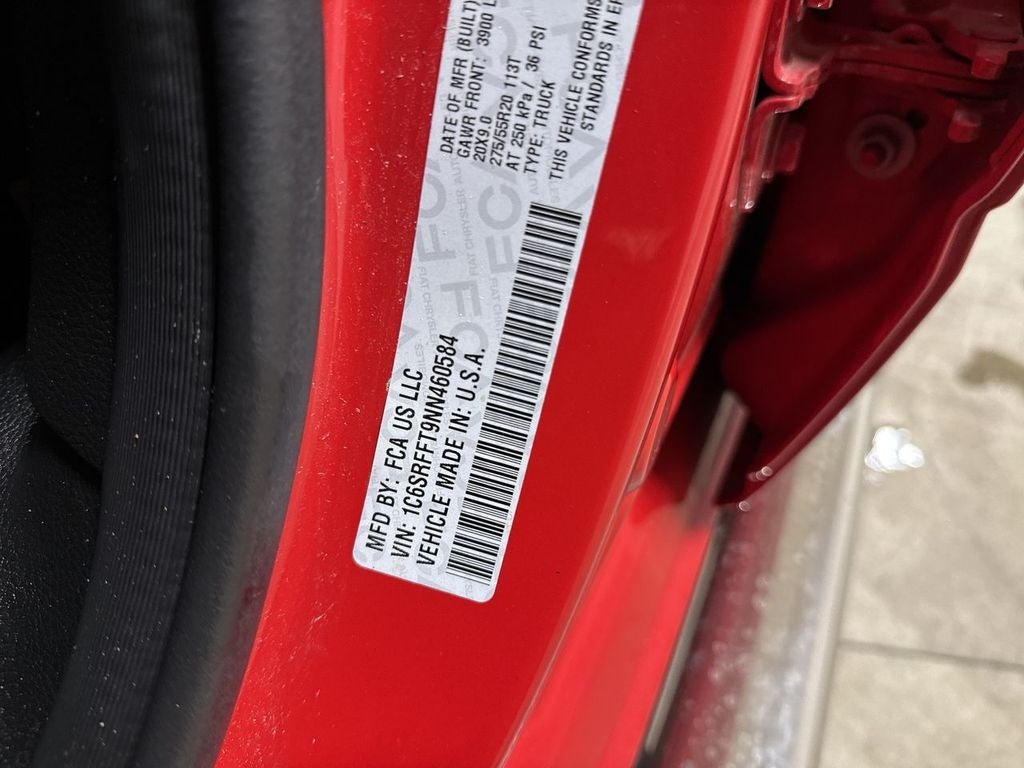 MFD BY: FCA US LLC
DATE OF MFR (BUILT)
VIN: 1C6SRFFT9NN460584
GAWR FRONT: 3900 L
VEHICLE MADE IN: U.S.A.
20X9.0
275/55R20 113T
AT 250 kPa / 36 PSI
TYPE: TRUCK
THIS VEHICLE CONFORMS
STANDARDS IN EF